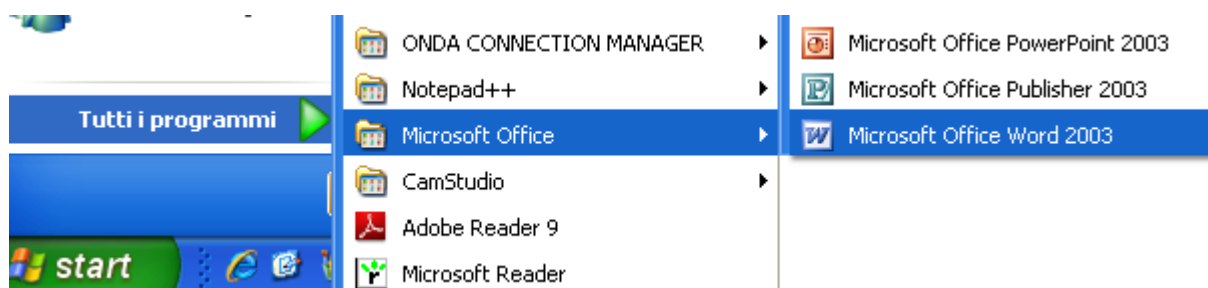 ONDA CONNECTION MANAGER
Notepad++
Tutti i programmi
Microsoft Office
CamStudio
Adobe Reader 9
start
Microsoft Reader
Microsoft Office PowerPoint 2003
Microsoft Office Publisher 2003
Microsoft Office Word 2003